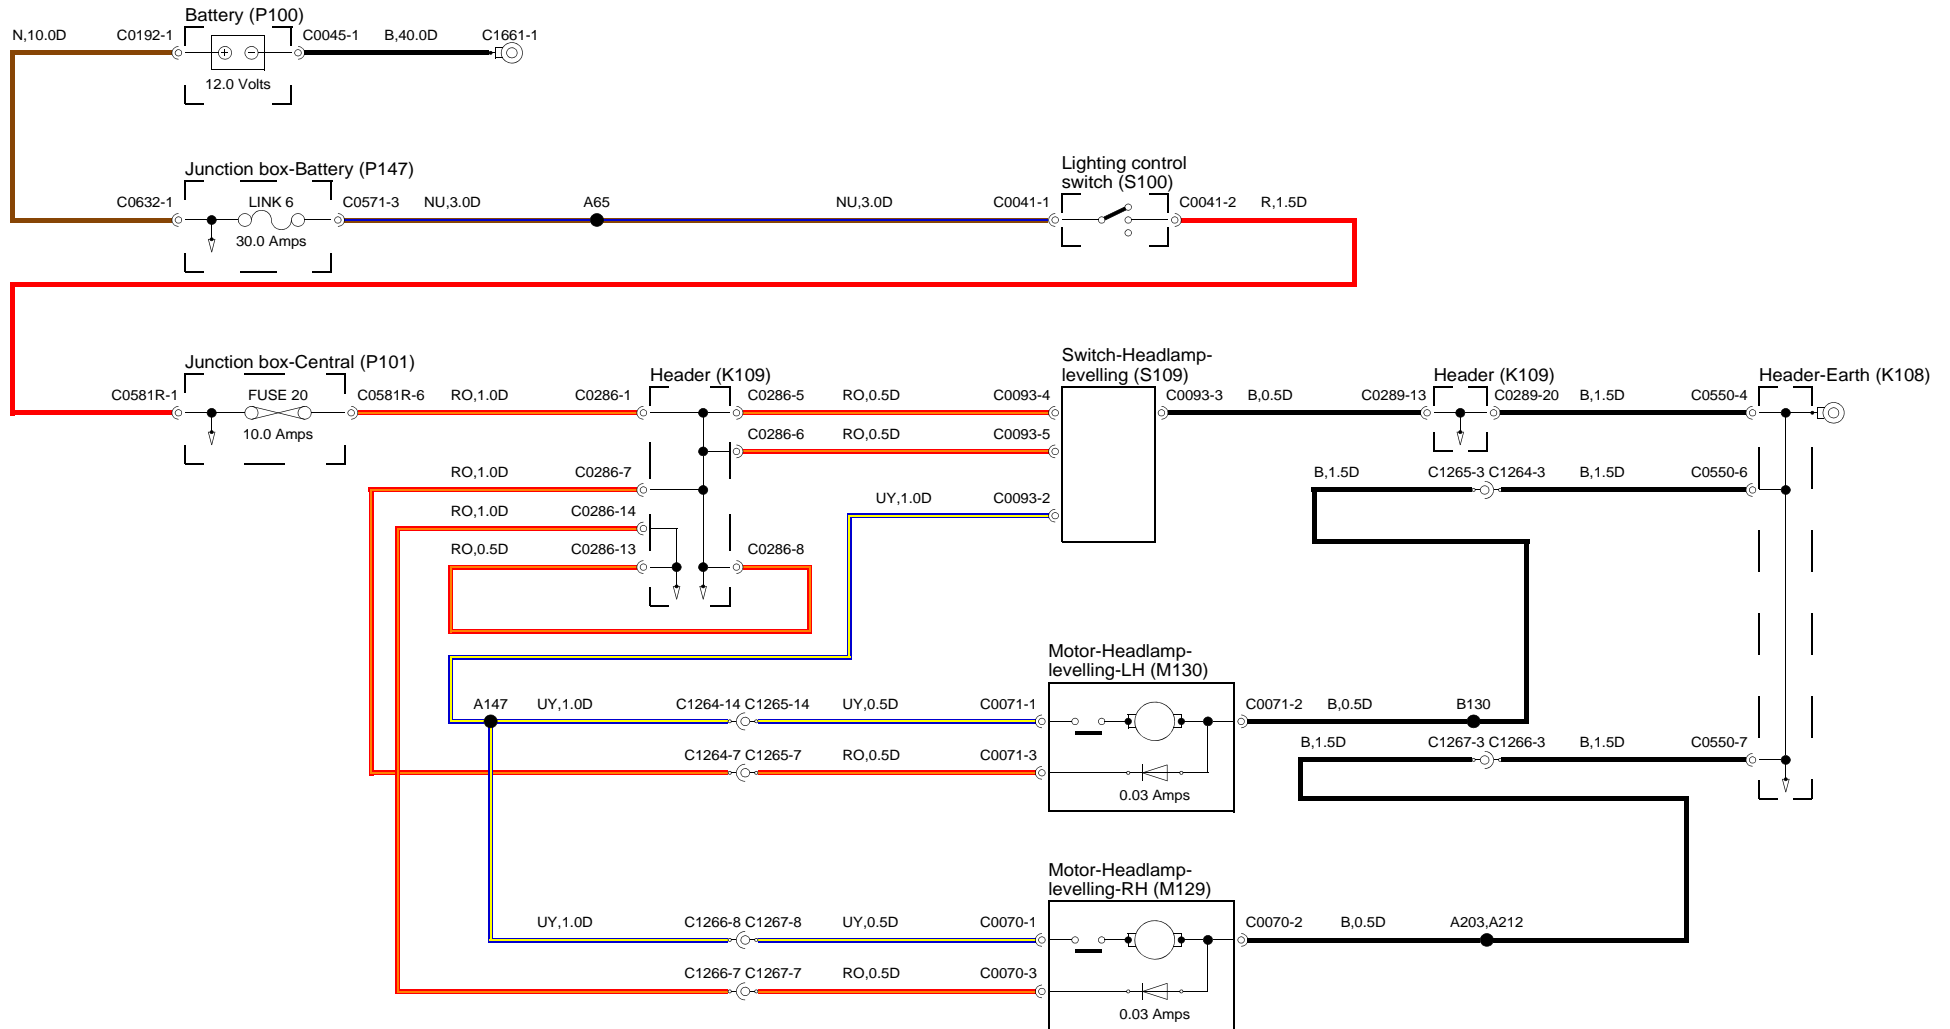 Battery (P100)
N,10.0D C0192-1 C0045-1 B,40.0D C1661-1
12.0 Volts
Junction box-Battery (P147)
Lighting control
switch (S100)
C0632-1 LINK 6 C0571-3 NU,3.0D A65 NU,3.0D C0041-1 C0041-2 R,1.5D
30.0 Amps
Junction box-Central (P101)
Header (K109)
Switch-Headlamp-
levelling (S109)
Header (K109)
Header-Earth (K108)
C0581R-1 FUSE 20 C0581R-6 RO,1.0D C0286-1 C0286-5 RO,0.5D C0093-4 C0093-3 B,0.5D C0289-13 C0289-20 B,1.5D C0550-4
10.0 Amps
C0286-6 RO,0.5D C0093-5
RO,1.0D C0286-7 B,1.5D C1265-3 C1264-3 B,1.5D C0550-6
UY,1.0D C0093-2
RO,1.0D C0286-14
RO,0.5D C0286-13 C0286-8
Motor-Headlamp-
levelling-LH (M130)
A147 UY,1.0D C1264-14 C1265-14 UY,0.5D C0071-1 C0071-2 B,0.5D B130
B,1.5D C1267-3 C1266-3 B,1.5D C0550-7
C1264-7 C1265-7 RO,0.5D C0071-3
0.03 Amps
Motor-Headlamp-
levelling-RH (M129)
UY,1.0D C1266-8 C1267-8 UY,0.5D C0070-1 C0070-2 B,0.5D A203,A212
C1266-7 C1267-7 RO,0.5D C0070-3
0.03 Amps